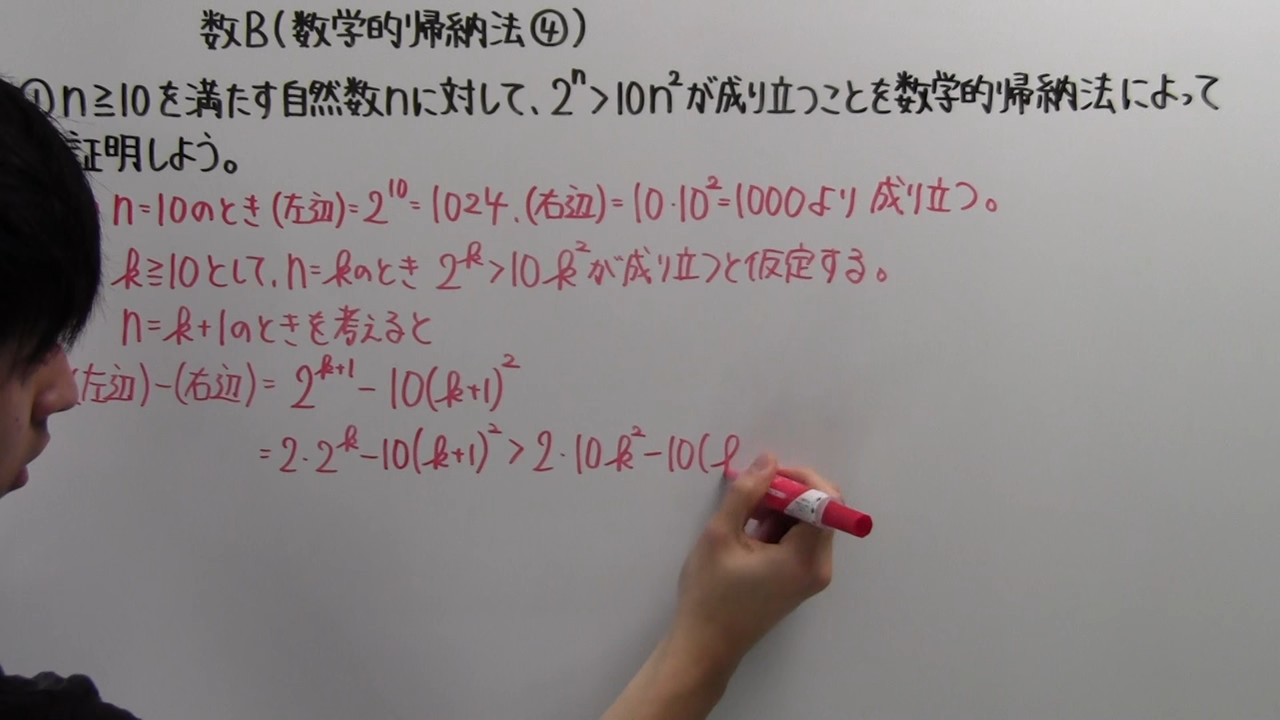 数B(数学的帰納法④)
①n≧10を満たす自然数nに対して、2ⁿ>10n²が成り立つことを数学的帰納法によって
証明しよう。
n=10のとき(左辺)=2¹⁰=1024、(右辺)=10・10²=1000より成り立つ。
k≧10として、n=kのとき 2ᵏ>10k²が成り立つと仮定する。
n=k+1のときを考えると
(左辺)-(右辺)=2ᵏ⁺¹-10(k+1)²
=2・2ᵏ-10(k+1)²>2・10k²-10(k